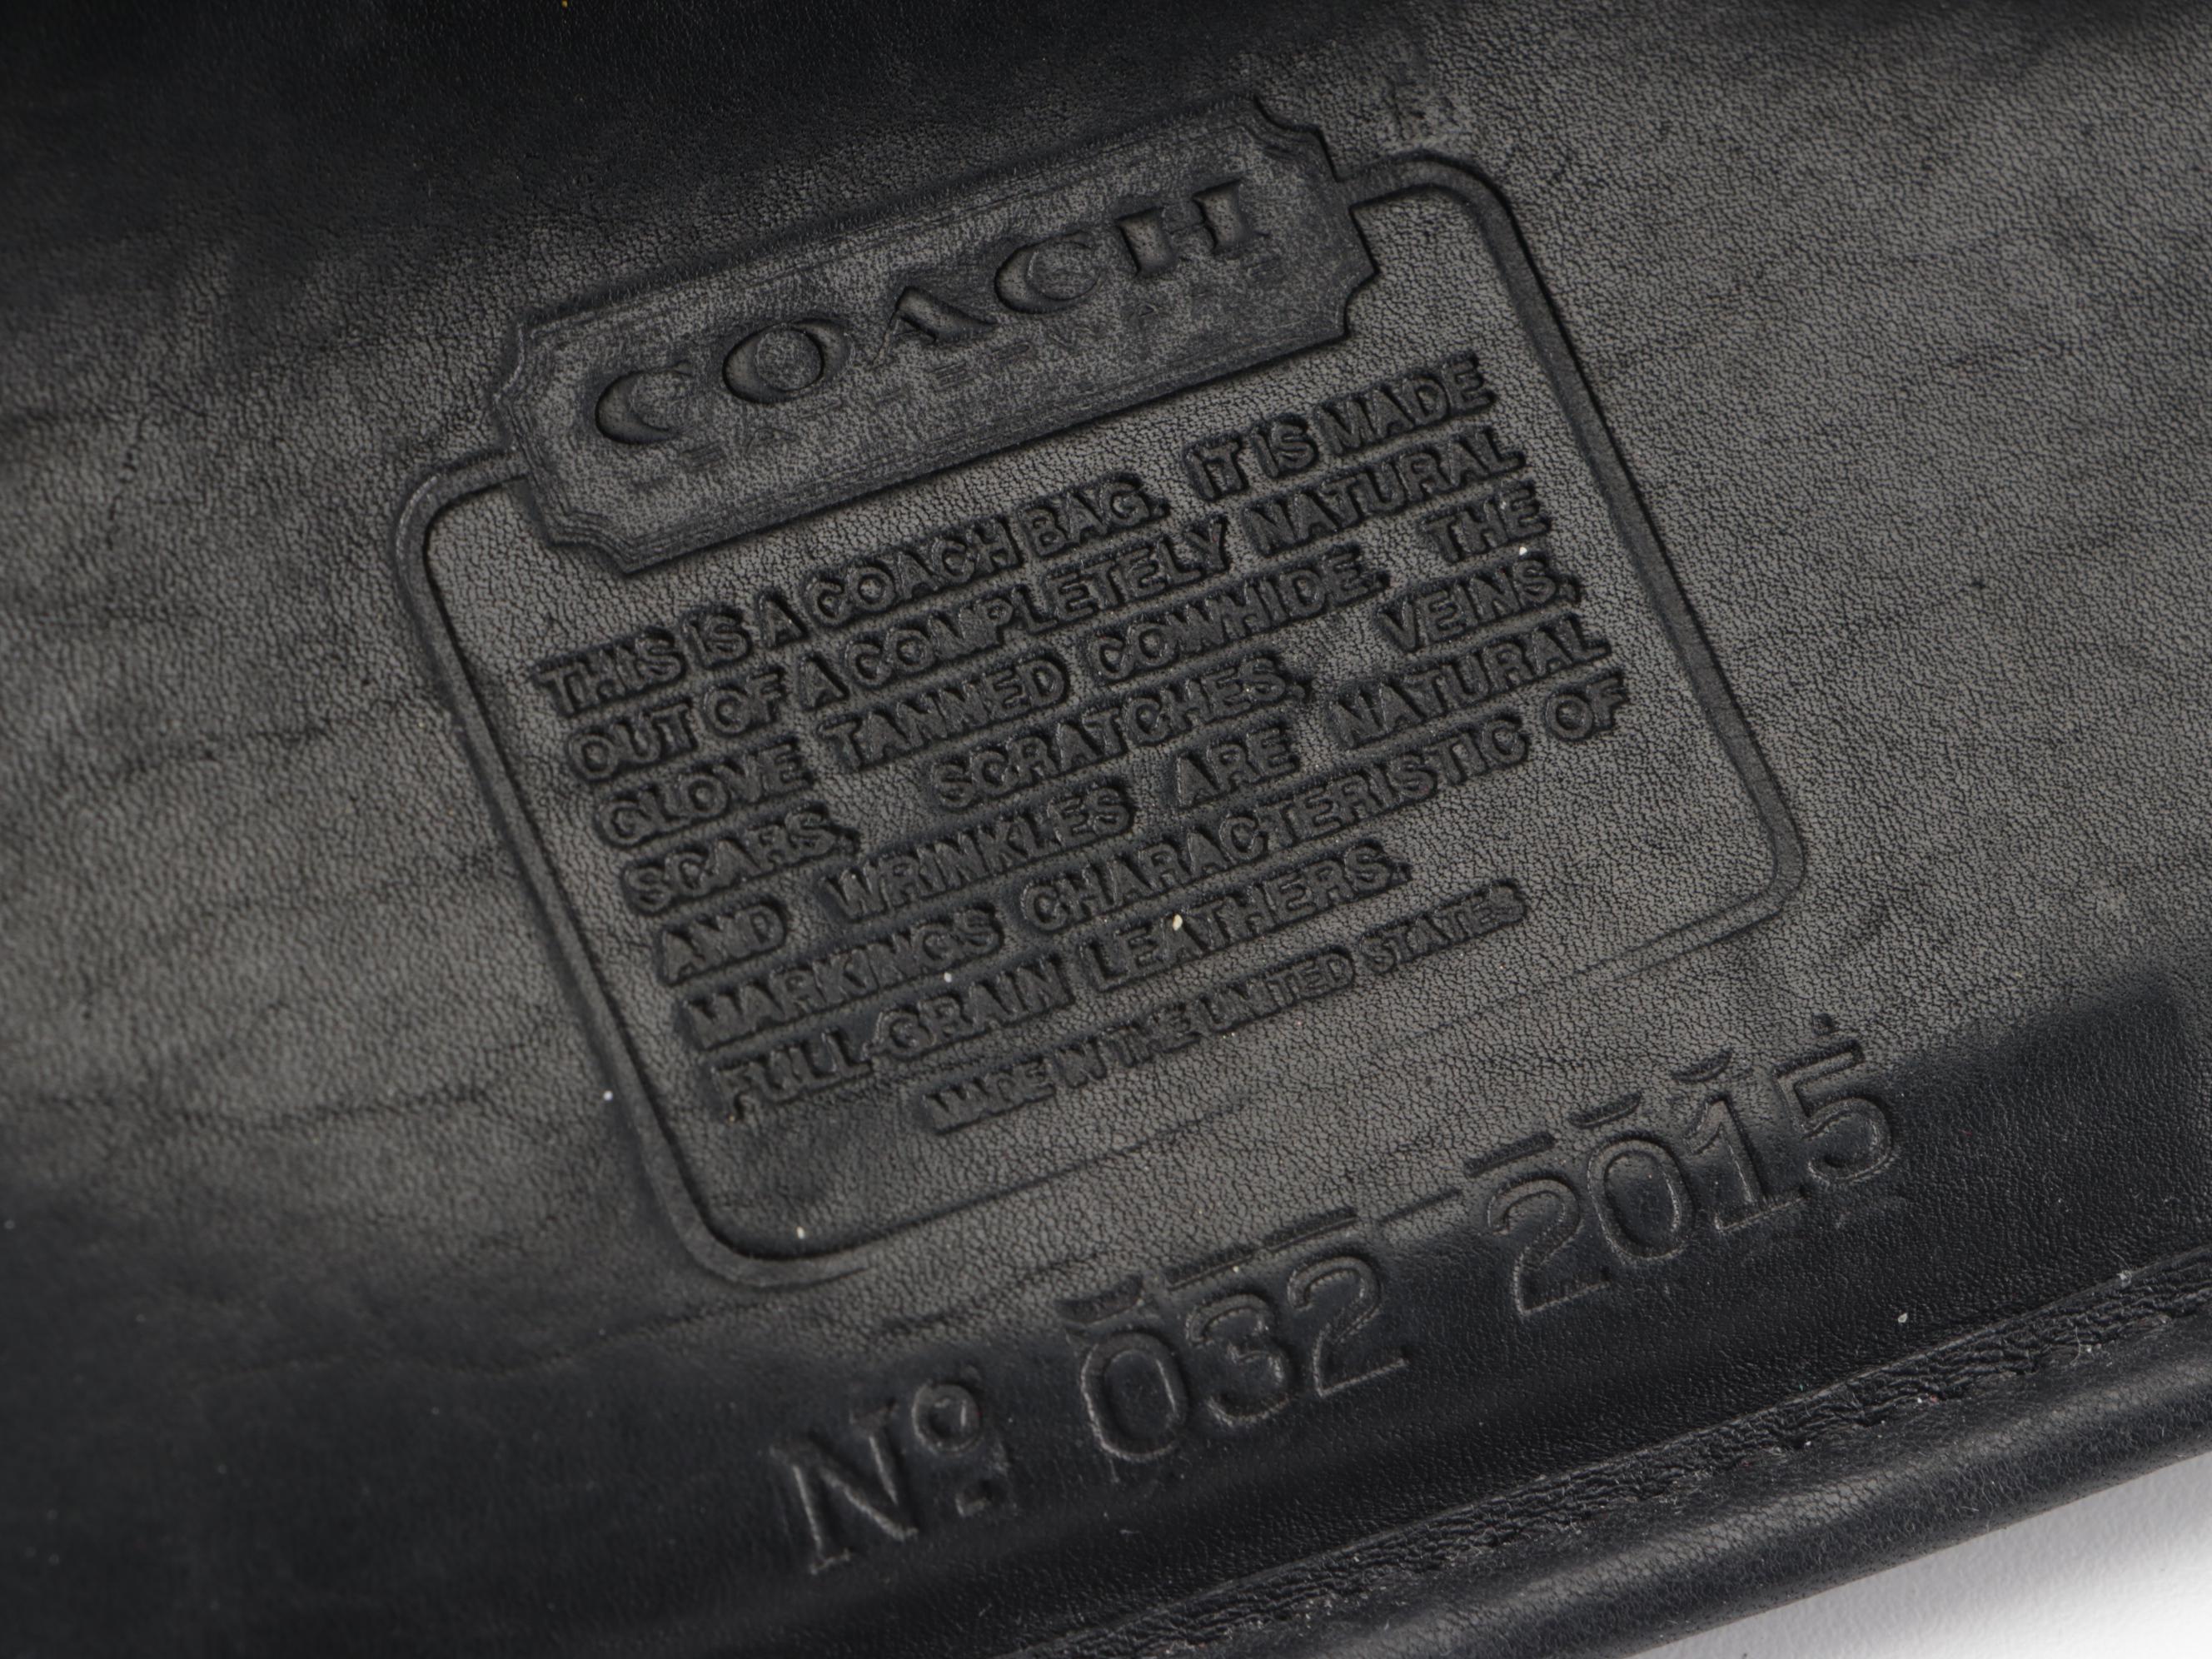 COACH
LEATHERWARE
THIS IS A COACH BAG. IT IS MADE
OUT OF A COMPLETELY NATURAL
GLOVE TANNED COWHIDE. THE
SCARS, SCRATCHES, VEINS,
AND WRINKLES ARE NATURAL
MARKINGS CHARACTERISTIC OF
FULL-GRAIN LEATHERS.
MADE IN THE UNITED STATES
Nº. 032 2015